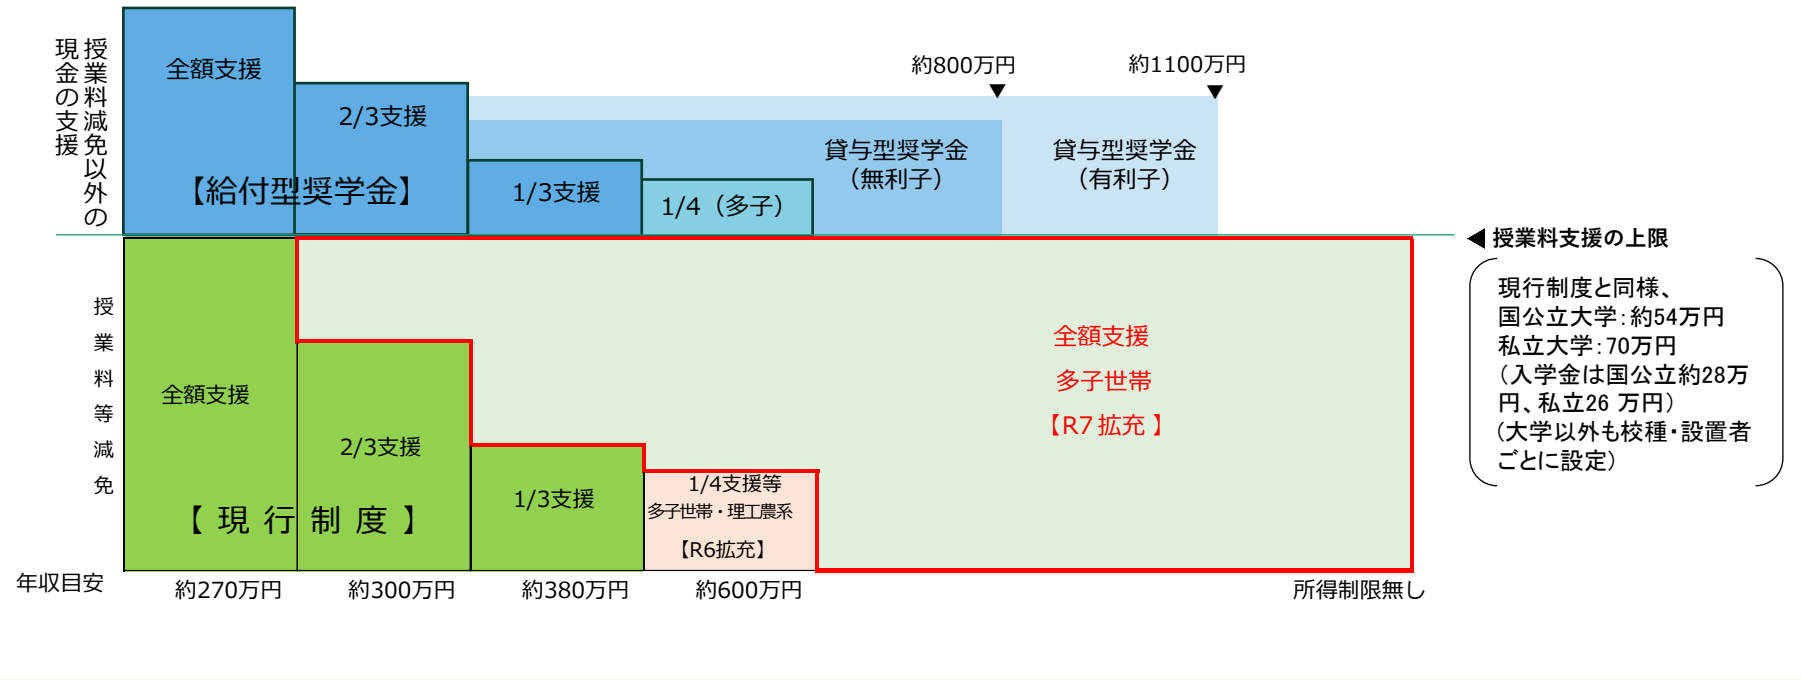 授業料減免以外の
現金の支援
全額支援
2/3支援
【給付型奨学金】
1/3支援
1/4（多子）
約800万円
約1100万円
貸与型奨学金
（無利子）
貸与型奨学金
（有利子）
授業料等減免
全額支援
2/3支援
【現行制度】
1/3支援
1/4支援等
多子世帯・理工農系
【R6拡充】
全額支援
多子世帯
【R7拡充】
◀授業料支援の上限
現行制度と同様、
国公立大学：約54万円
私立大学：70万円
（入学金は国公立約28万
円、私立26 万円）
（大学以外も校種・設置者
ごとに設定）
年収目安
約270万円
約300万円
約380万円
約600万円
所得制限無し